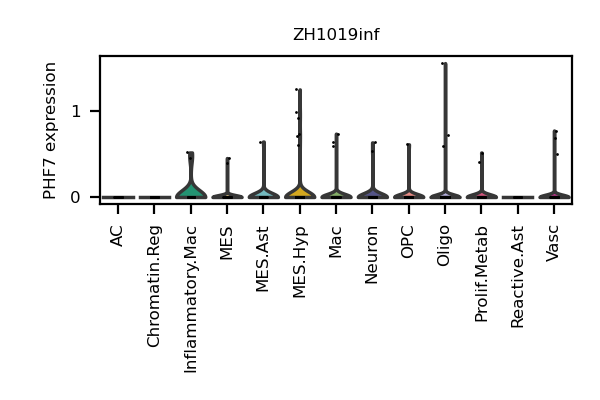 ZH1019inf
PHF7 expression
1
0
AC
Chromatin.Reg
Inflammatory.Mac
MES
MES.Ast
MES.Hyp
Mac
Neuron
OPC
Oligo
Prolif.Metab
Reactive.Ast
Vasc